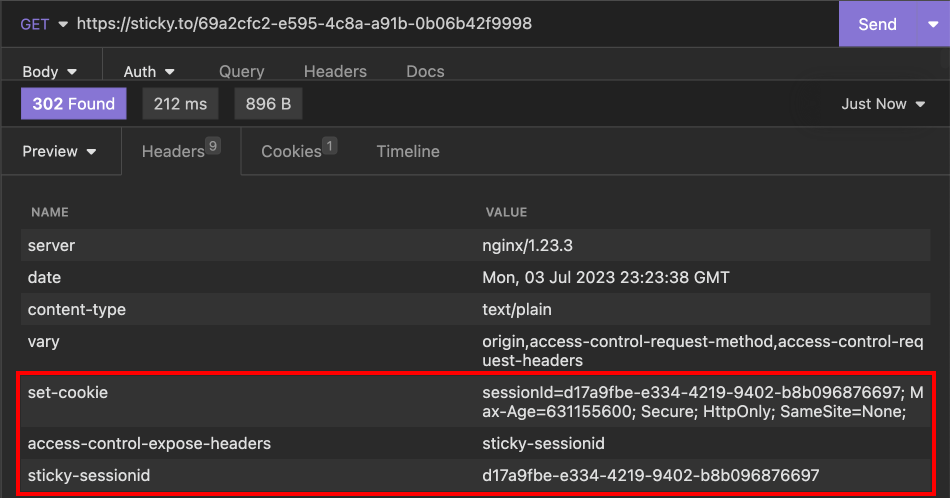 GET https://sticky.to/69a2cfc2-e595-4c8a-a91b-0b06b42f9998 Send
Body Auth Query Headers Docs
302 Found 212 ms 896 B Just Now
Preview Headers 9 Cookies 1 Timeline
NAME VALUE
server nginx/1.23.3
date Mon, 03 Jul 2023 23:23:38 GMT
content-type text/plain
vary origin,access-control-request-method,access-control-req
uest-headers
set-cookie sessionId=d17a9fbe-e334-4219-9402-b8b096876697; M
ax-Age=631155600; Secure; HttpOnly; SameSite=None;
access-control-expose-headers sticky-sessionid
sticky-sessionid d17a9fbe-e334-4219-9402-b8b096876697